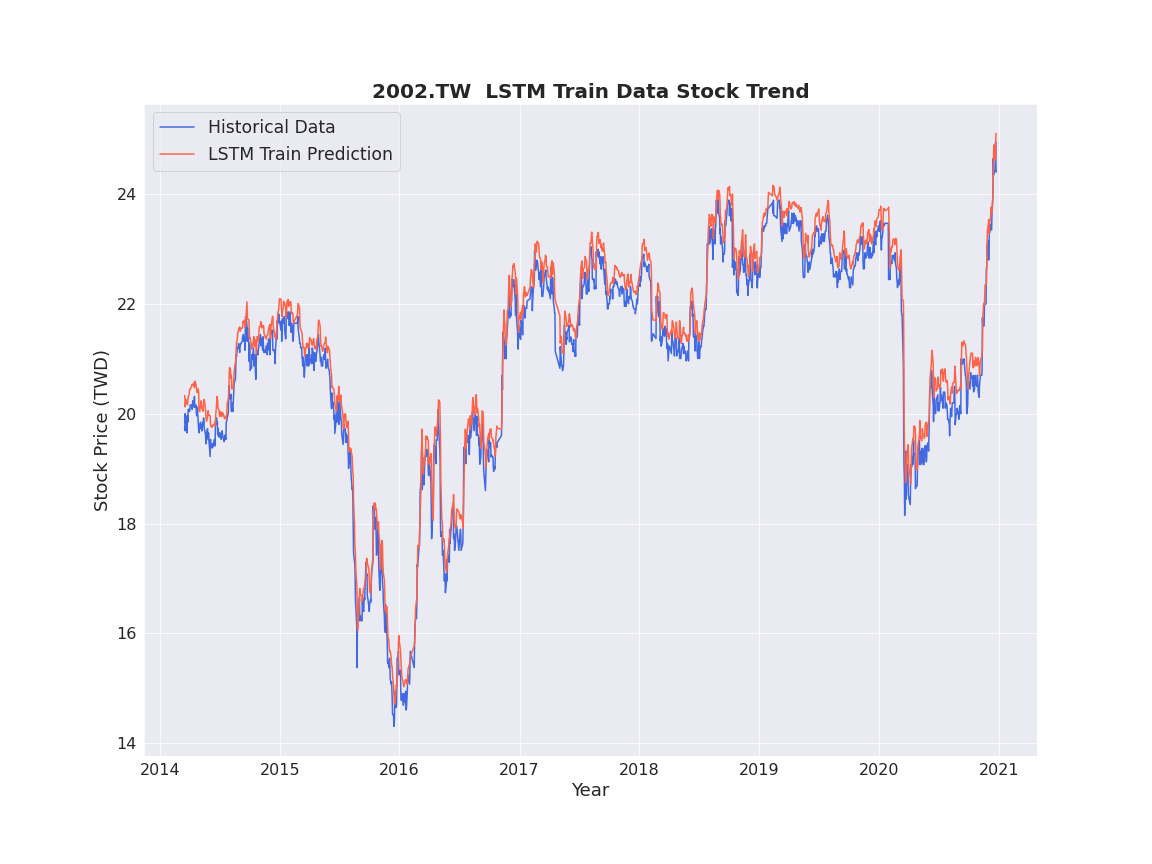 2002.TW  LSTM Train Data Stock Trend
Historical Data
LSTM Train Prediction
Stock Price (TWD)
24
22
20
18
16
14
2014 2015 2016 2017 2018 2019 2020 2021
Year